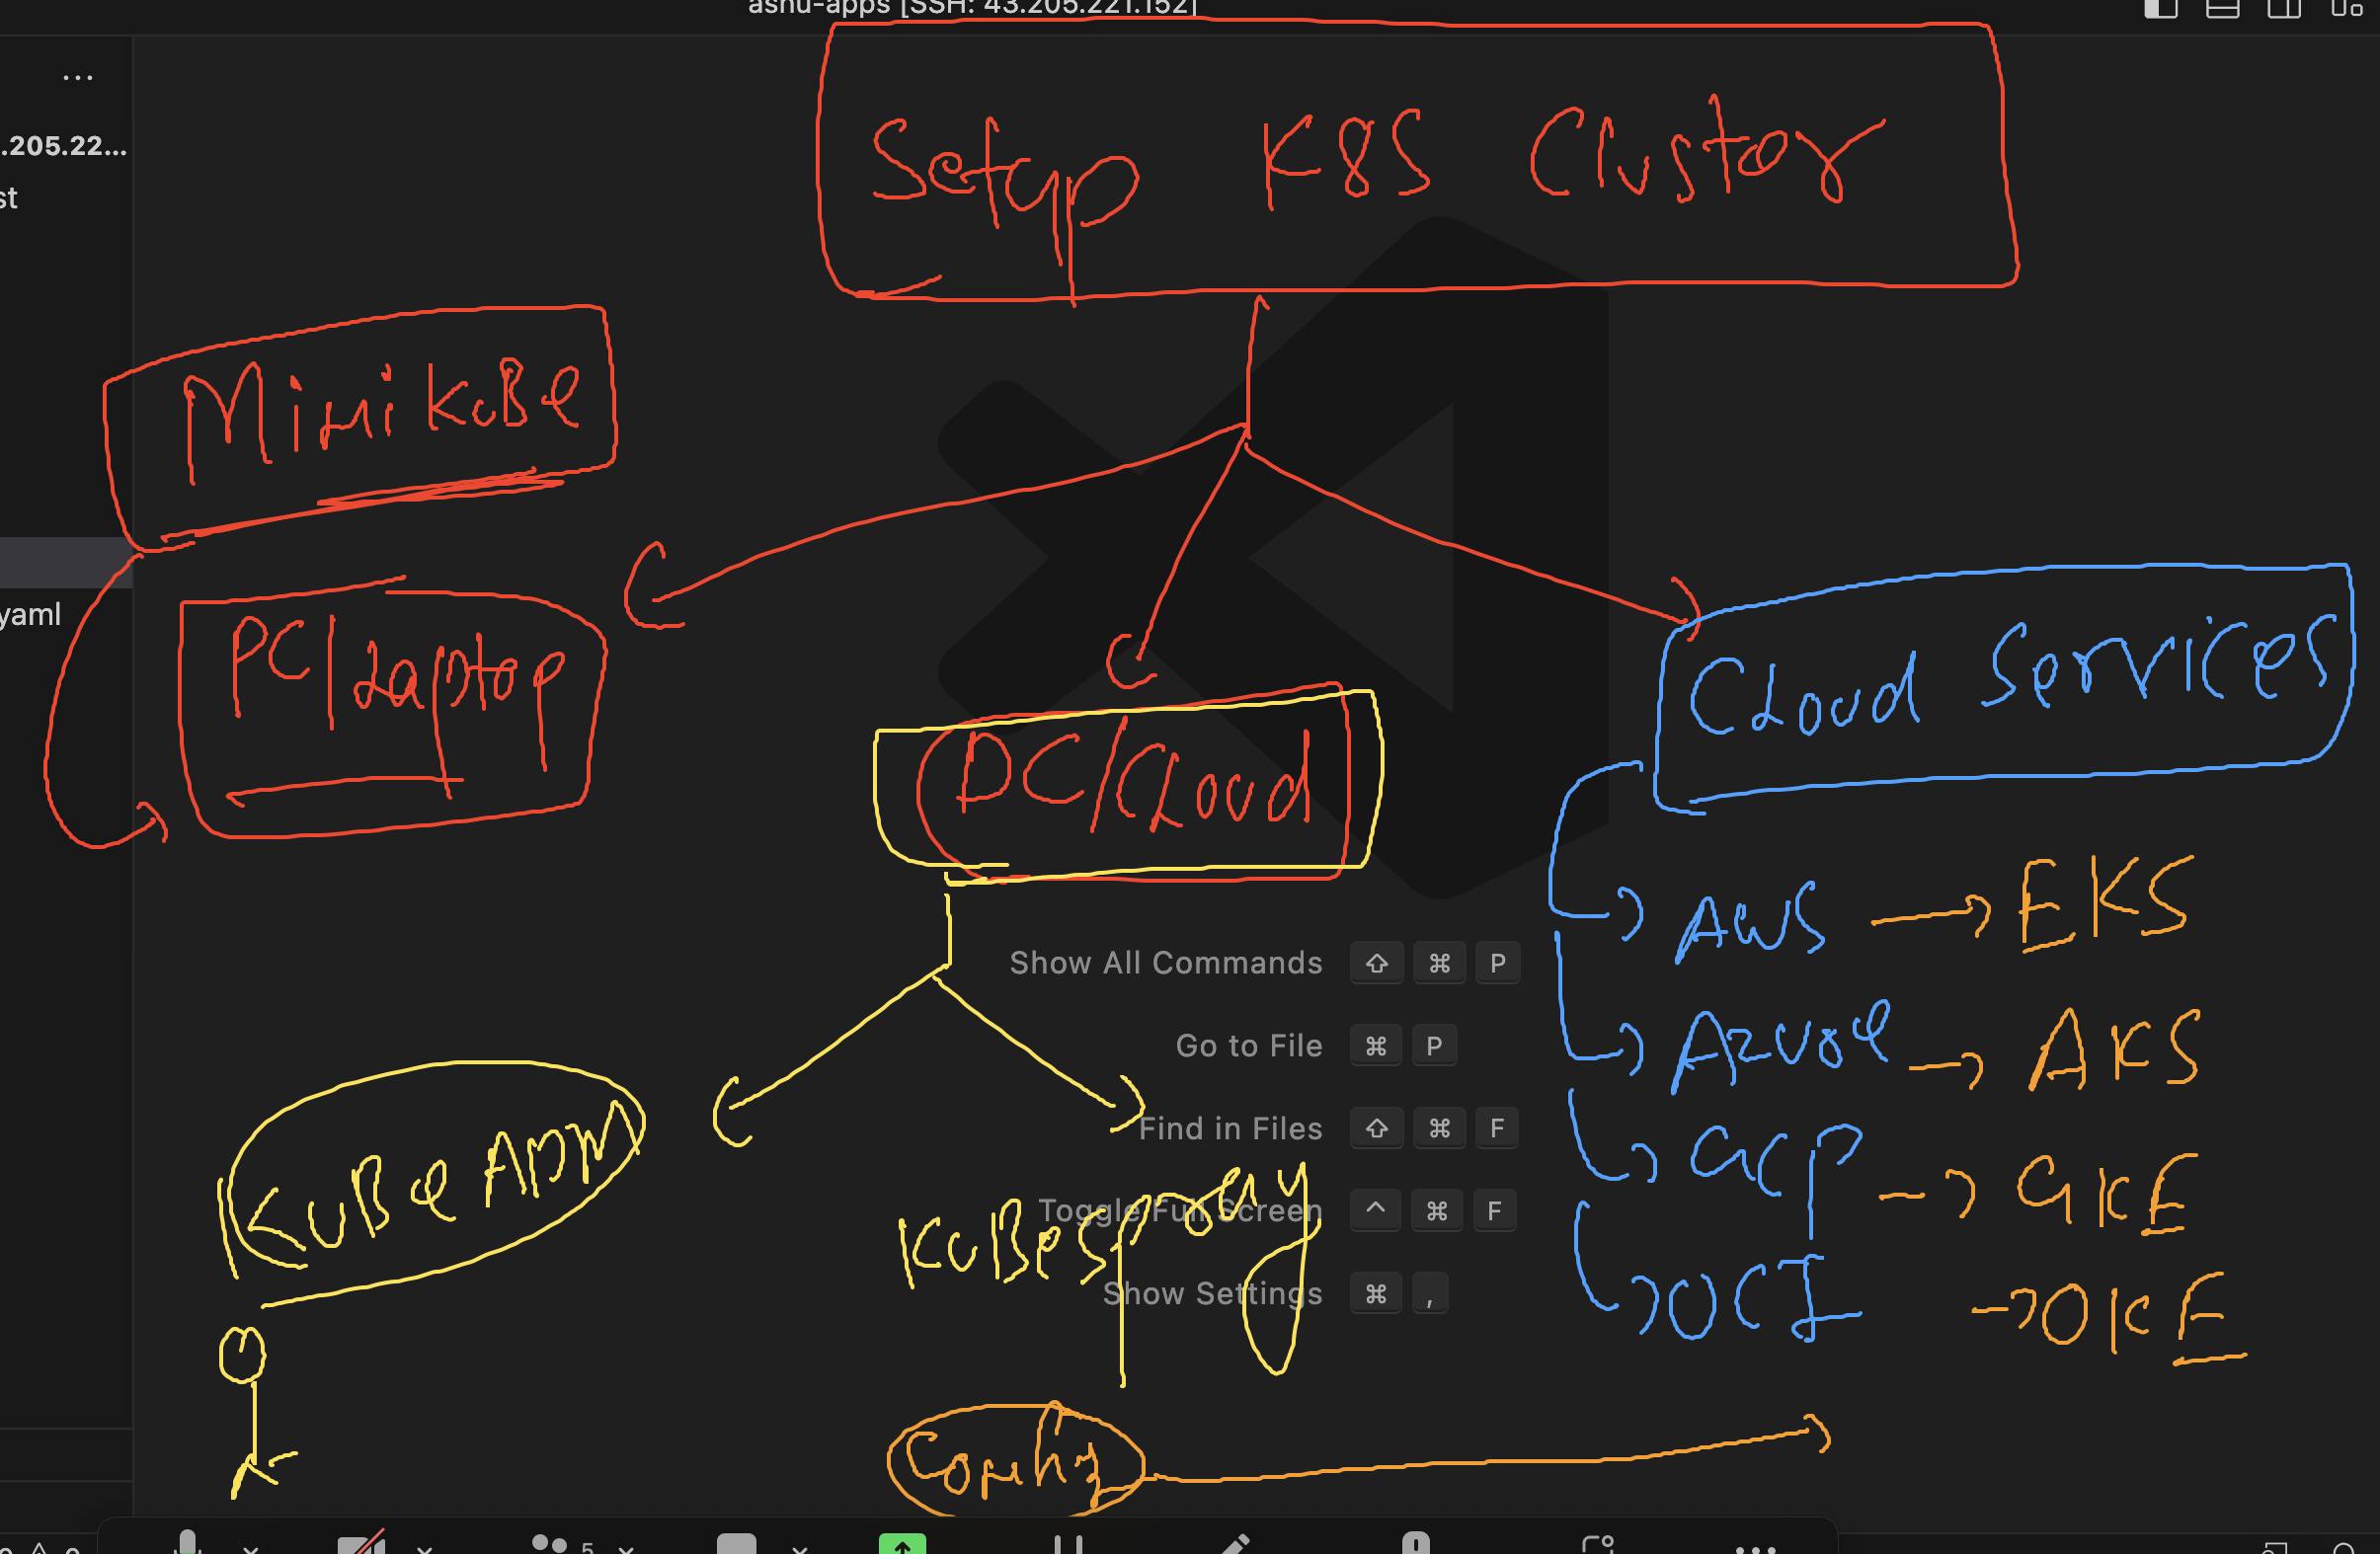 ashu-apps [SSH: 43.205.221.152]
...
.205.22...
st
yaml
Setup K8S Cluster
MiniKuBe
PC/Laptop
DC/Cloud
Cloud Services
AWS → EKS
Azure → AKS
GCP → GKE
OCI → OKE
KuBeADM
KuBespray
Show All Commands ⇧ ⌘ P
Go to File ⌘ P
Find in Files ⇧ ⌘ F
Toggle Full Screen ^ ⌘ F
Show Settings ⌘ ,
5